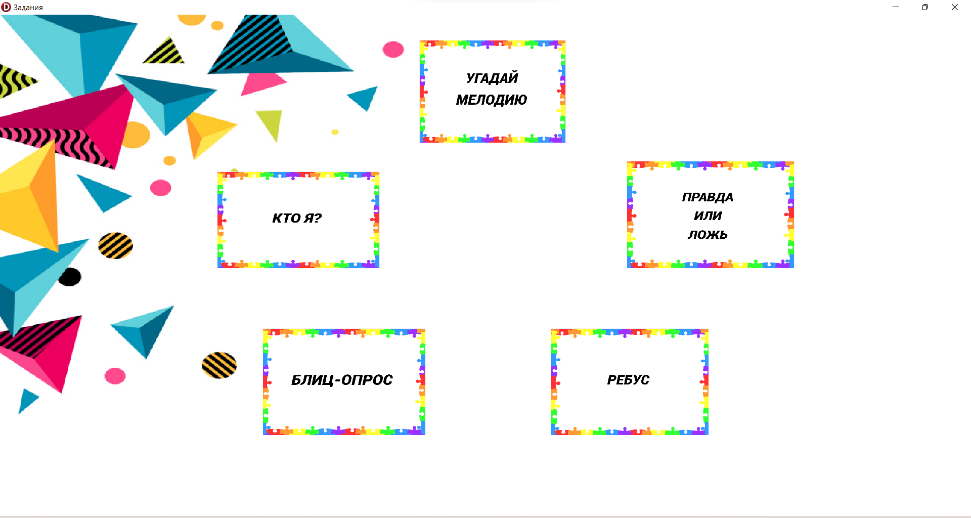 Задания
УГАДАЙ
МЕЛОДИЮ
КТО Я?
ПРАВДА
ИЛИ
ЛОЖЬ
БЛИЦ-ОПРОС
РЕБУС